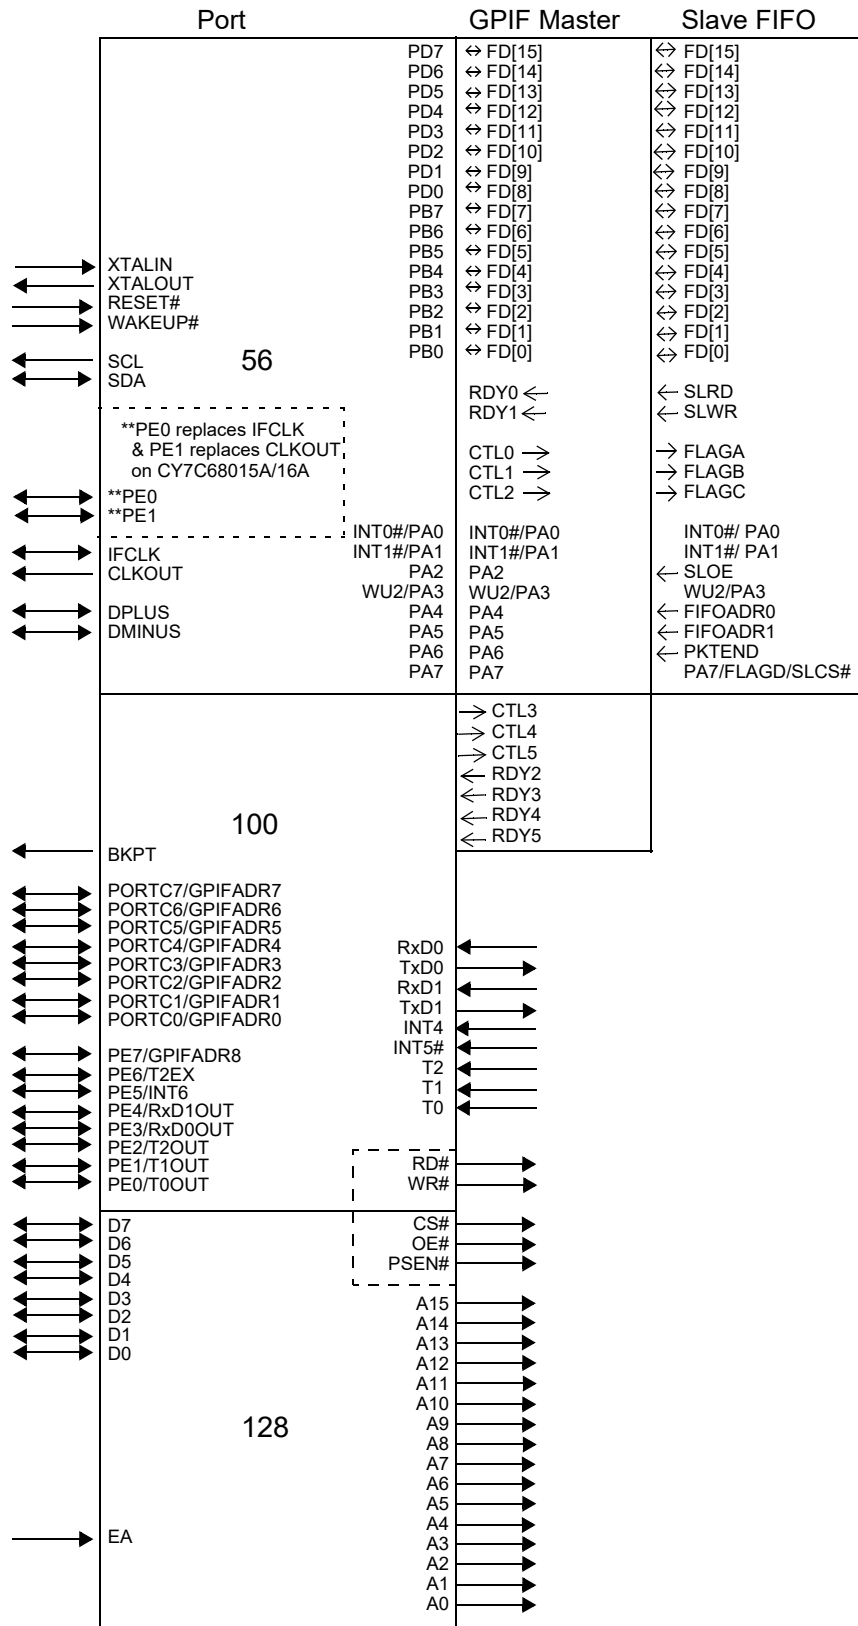 Port GPIF Master Slave FIFO
PD7 FD[15] FD[15]
PD6 FD[14] FD[14]
PD5 FD[13] FD[13]
PD4 FD[12] FD[12]
PD3 FD[11] FD[11]
PD2 FD[10] FD[10]
PD1 FD[9] FD[9]
PD0 FD[8] FD[8]
PB7 FD[7] FD[7]
PB6 FD[6] FD[6]
PB5 FD[5] FD[5]
PB4 FD[4] FD[4]
PB3 FD[3] FD[3]
PB2 FD[2] FD[2]
PB1 FD[1] FD[1]
PB0 FD[0] FD[0]
XTALIN
XTALOUT
RESET#
WAKEUP#
SCL
SDA
56
RDY0 SLRD
RDY1 SLWR
**PE0 replaces IFCLK
& PE1 replaces CLKOUT
on CY7C68015A/16A
CTL0 FLAGA
CTL1 FLAGB
CTL2 FLAGC
**PE0
**PE1
IFCLK
CLKOUT
DPLUS
DMINUS
INT0#/PA0 INT0#/PA0 INT0#/ PA0
INT1#/PA1 INT1#/PA1 INT1#/ PA1
PA2 PA2 SLOE
WU2/PA3 WU2/PA3 WU2/PA3
PA4 PA4 FIFOADR0
PA5 PA5 FIFOADR1
PA6 PA6 PKTEND
PA7 PA7 PA7/FLAGD/SLCS#
CTL3
CTL4
CTL5
RDY2
RDY3
RDY4
RDY5
100
BKPT
PORTC7/GPIFADR7
PORTC6/GPIFADR6
PORTC5/GPIFADR5
PORTC4/GPIFADR4
PORTC3/GPIFADR3
PORTC2/GPIFADR2
PORTC1/GPIFADR1
PORTC0/GPIFADR0
PE7/GPIFADR8
PE6/T2EX
PE5/INT6
PE4/RxD1OUT
PE3/RxD0OUT
PE2/T2OUT
PE1/T1OUT
PE0/T0OUT
RxD0
TxD0
RxD1
TxD1
INT4
INT5#
T2
T1
T0
RD#
WR#
CS#
OE#
PSEN#
D7
D6
D5
D4
D3
D2
D1
D0
128
EA
A15
A14
A13
A12
A11
A10
A9
A8
A7
A6
A5
A4
A3
A2
A1
A0